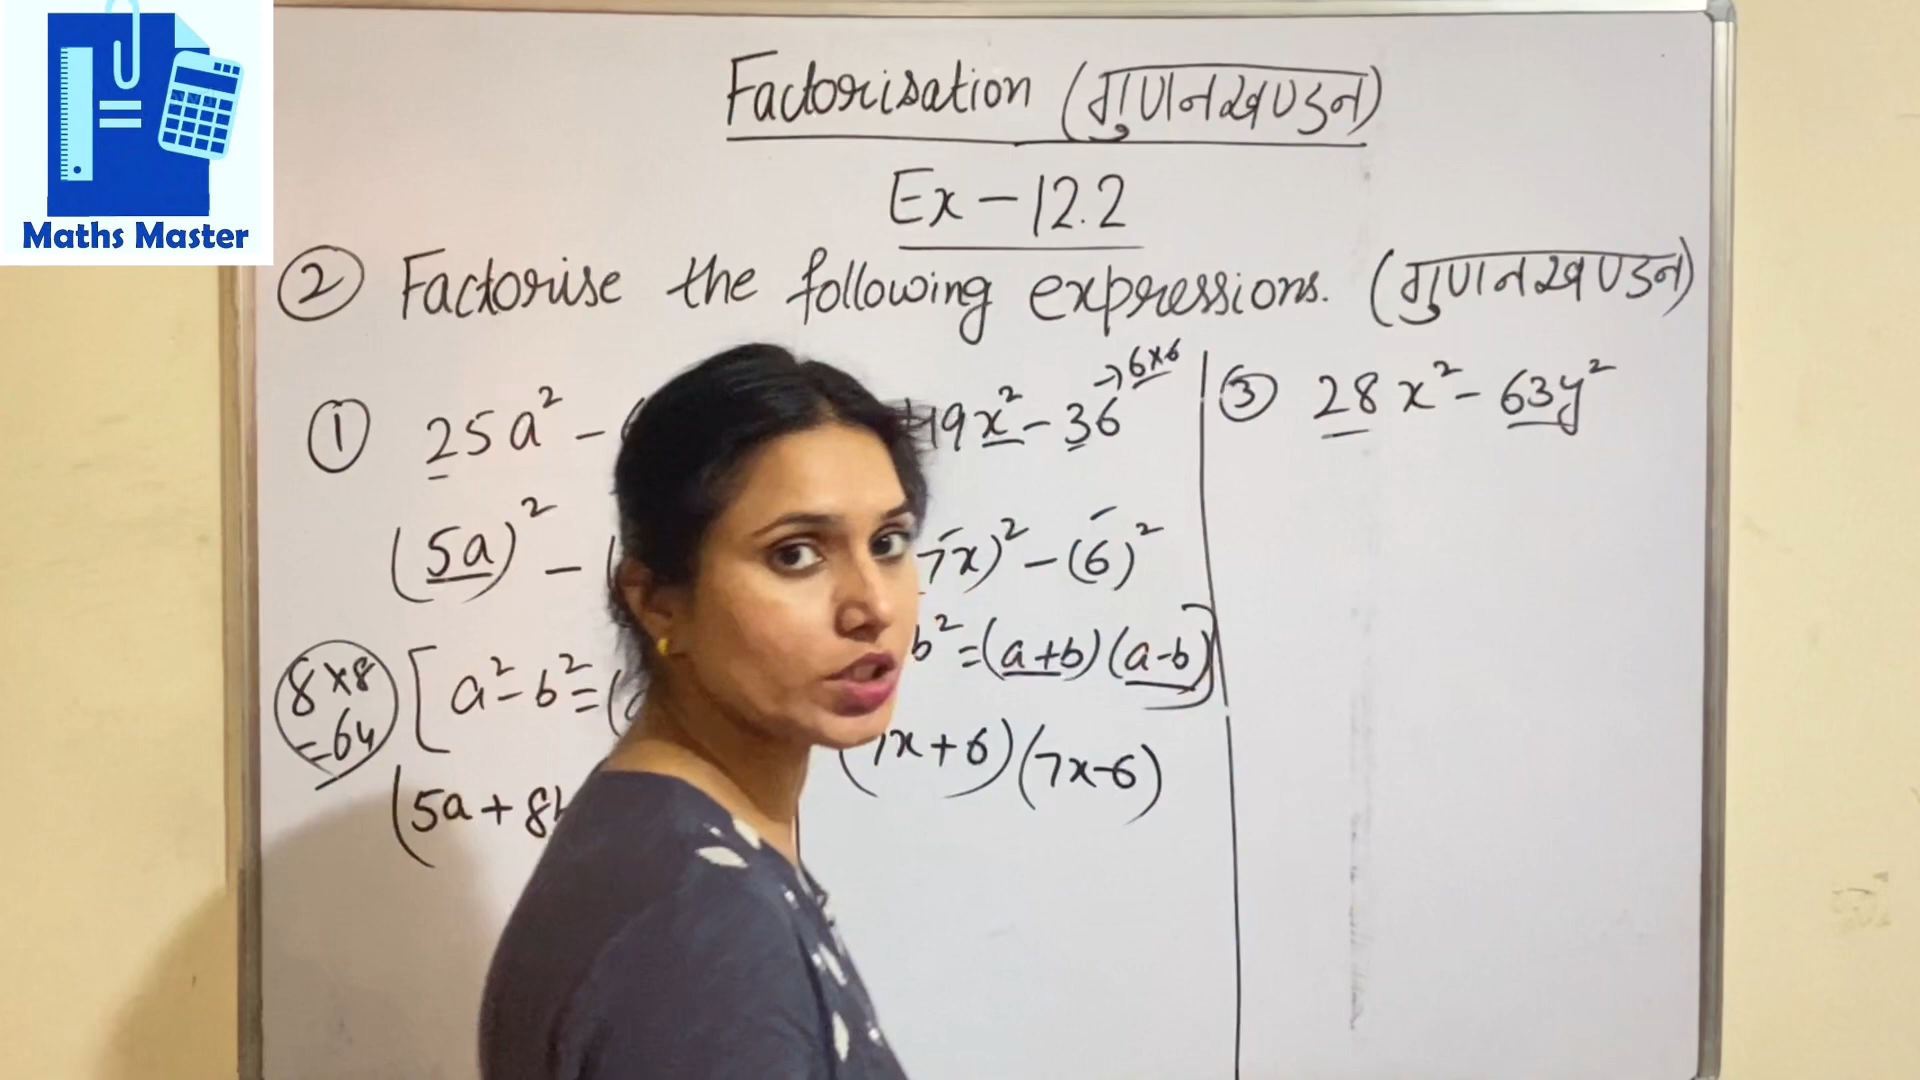 Maths Master
Factorisation (गुणनखण्डन)
Ex-12.2
② Factorise the following expressions. (गुणनखण्डन)
① 25a² -
(5a)² -
8×8
=64
[a²-b²=(
(5a+8
49x²-36
→6×6
7x)²-(6)²
b²=(a+b)(a-b)]
(7x+6)(7x-6)
③ 28x²-63y²